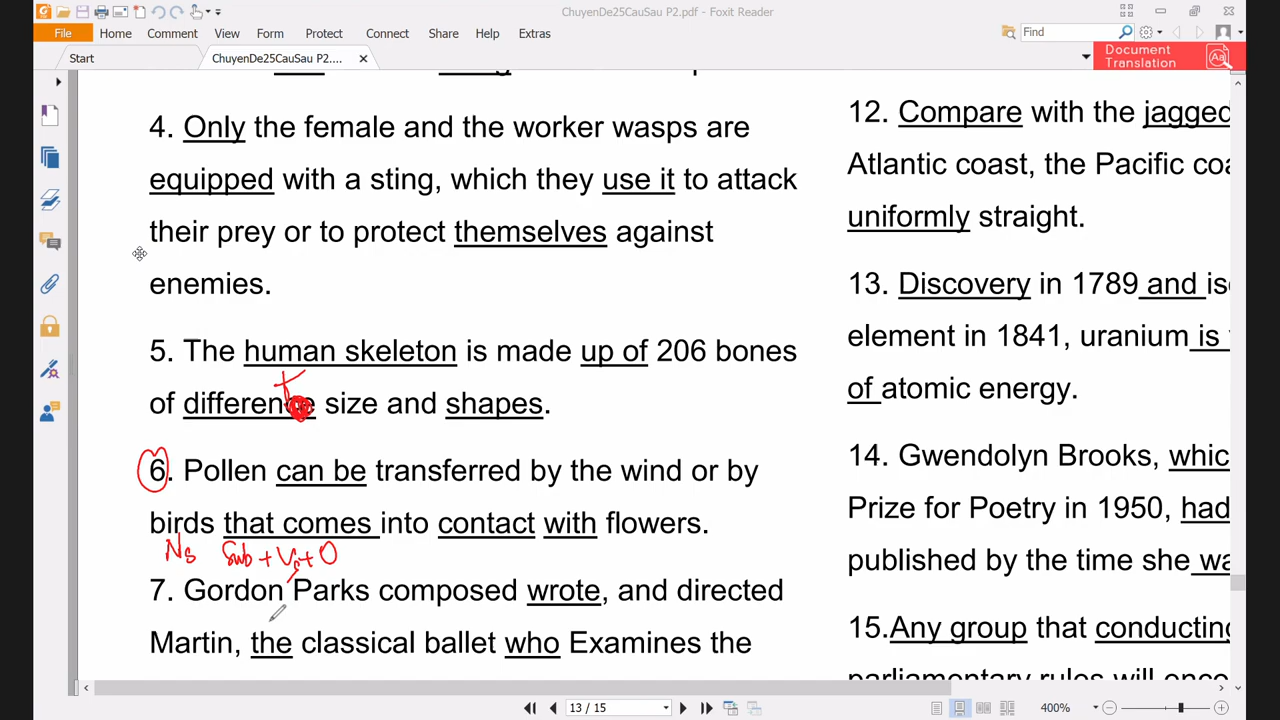 ChuyenDe25CauSau P2.pdf - Foxit Reader
File Home Comment View Form Protect Connect Share Help Extras Find
Start ChuyenDe25CauSau P2.... Document
Translation
4. Only the female and the worker wasps are
equipped with a sting, which they use it to attack
their prey or to protect themselves against
enemies.
5. The human skeleton is made up of 206 bones
t
of difference size and shapes.
6. Pollen can be transferred by the wind or by
birds that comes into contact with flowers.
Ns Sub + Vs + O
7. Gordon Parks composed wrote, and directed
Martin, the classical ballet who Examines the
12. Compare with the jagged
Atlantic coast, the Pacific coa
uniformly straight.
13. Discovery in 1789 and iso
element in 1841, uranium is
of atomic energy.
14. Gwendolyn Brooks, whic
Prize for Poetry in 1950, had
published by the time she wa
15.Any group that conducting
parliamentary rules will enco
13 / 15 400%